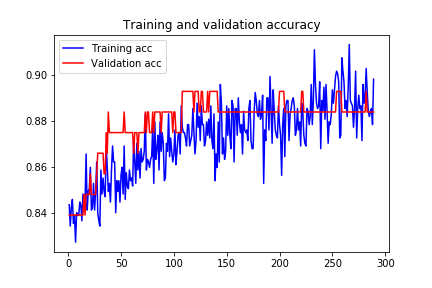 Training and validation accuracy
Training acc
Validation acc
0.90
0.88
0.86
0.84
0 50 100 150 200 250 300